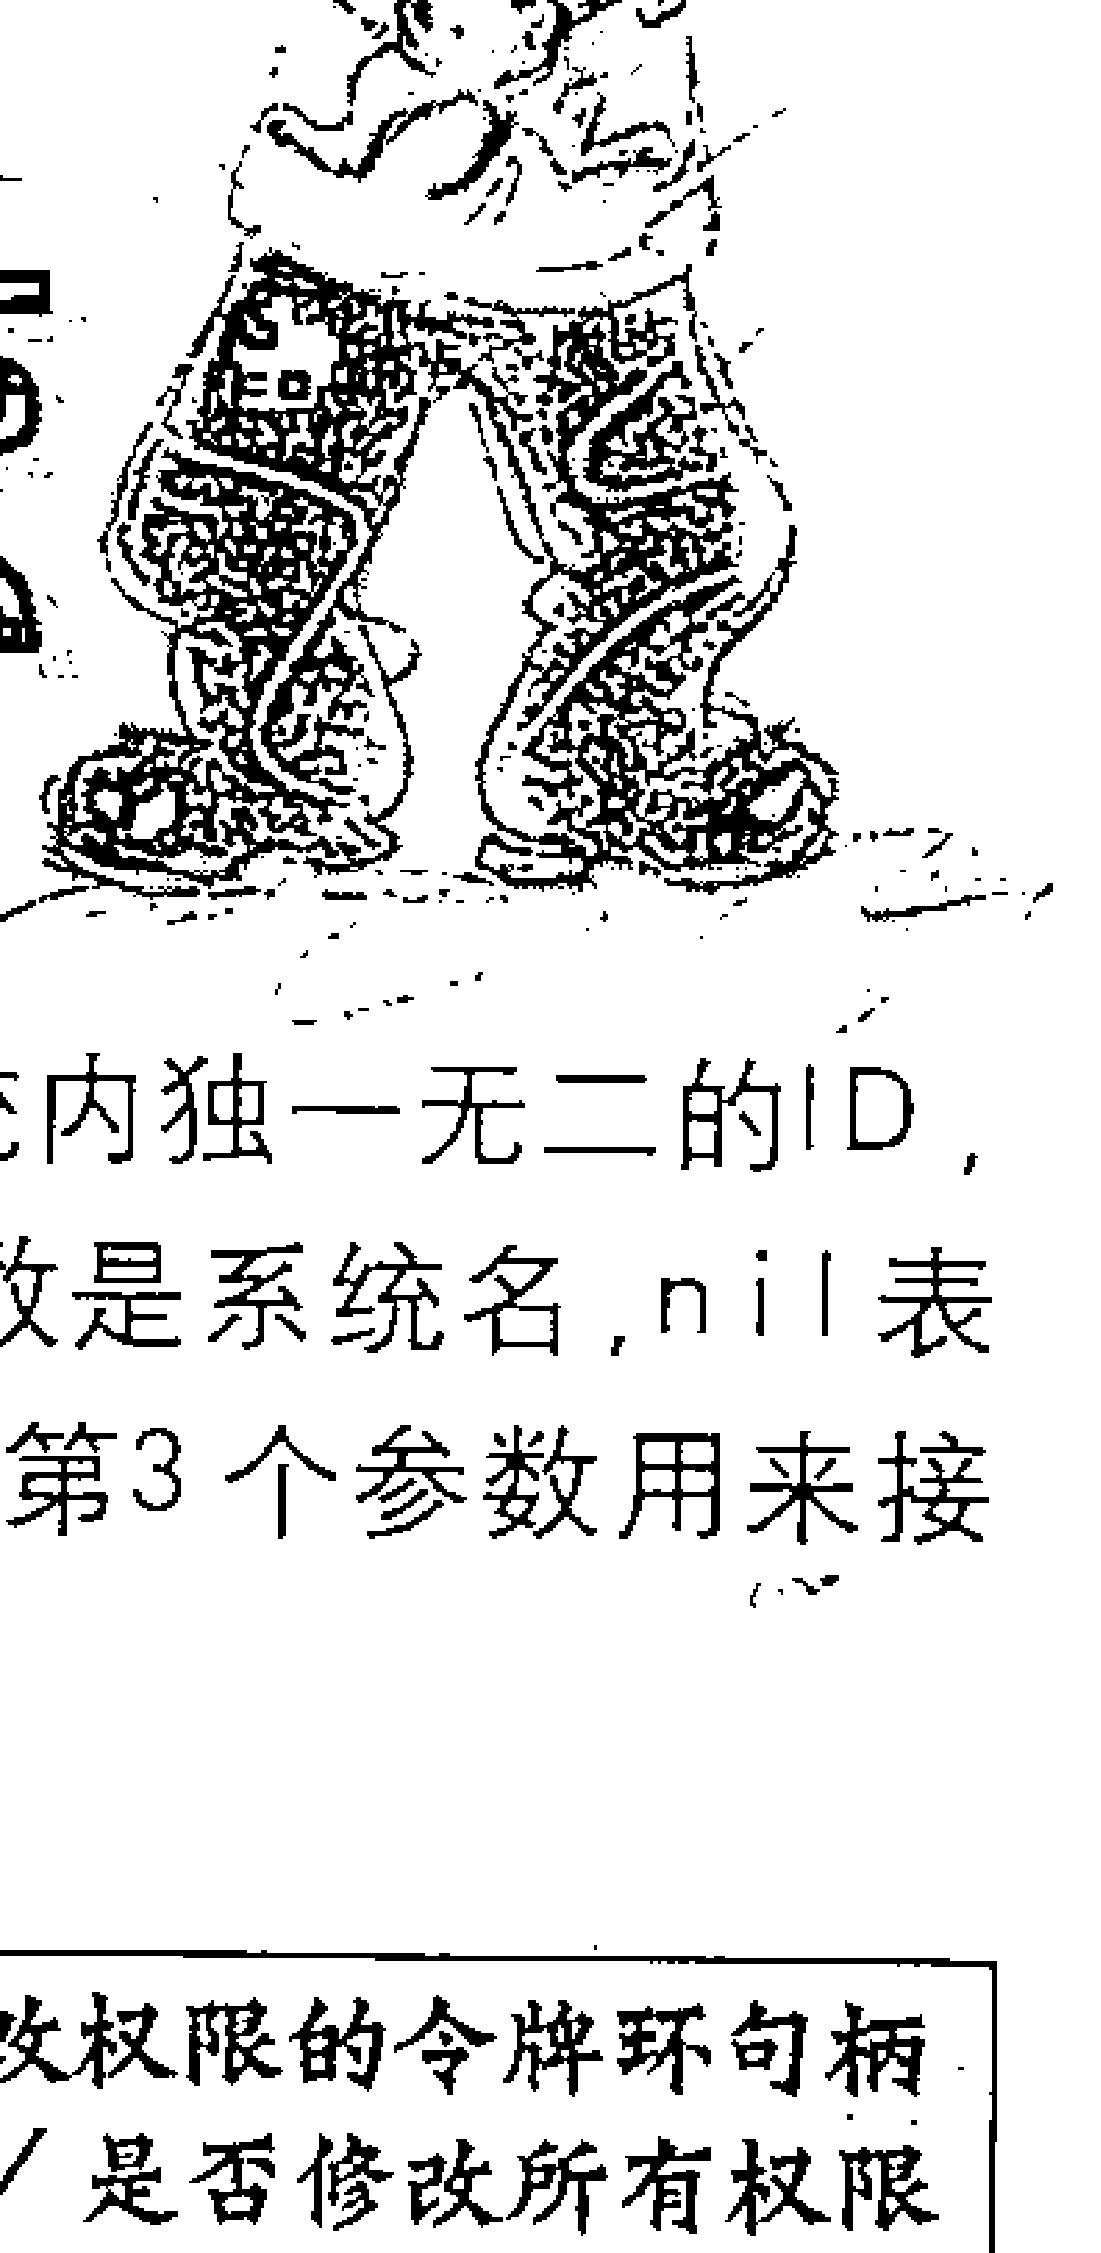 内独一无二的ID,
是系统名,nil表
第3个参数用来接
改权限的令牌环句柄
/是否修改所有权限